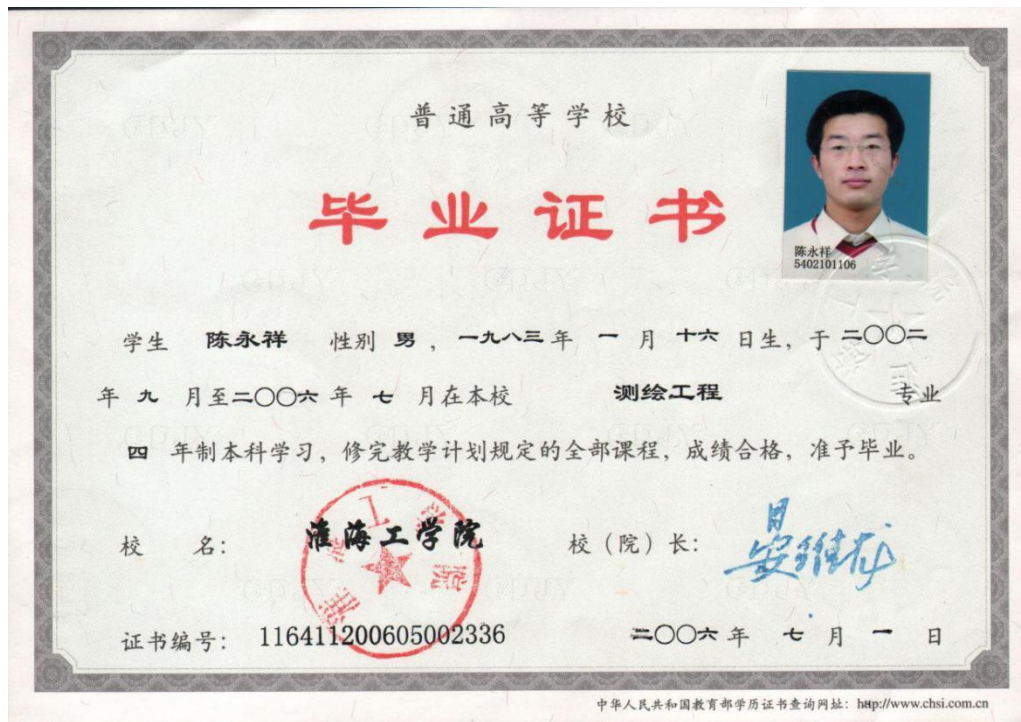 普通高等学校
毕业证书
陈永祥
5402101106
学生 陈永祥 性别 男，一九八三年 一 月 十六 日生，于 二〇〇二
年 九 月至二〇〇六 年 七 月在本校 测绘工程 专业
四 年制本科学习，修完教学计划规定的全部课程，成绩合格，准予毕业。
校 名： 淮海工学院
校（院）长： 晏维龙
证书编号： 116411200605002336
二〇〇六 年 七 月 一 日
中华人民共和国教育部学历证书查询网址：http://www.chsi.com.cn